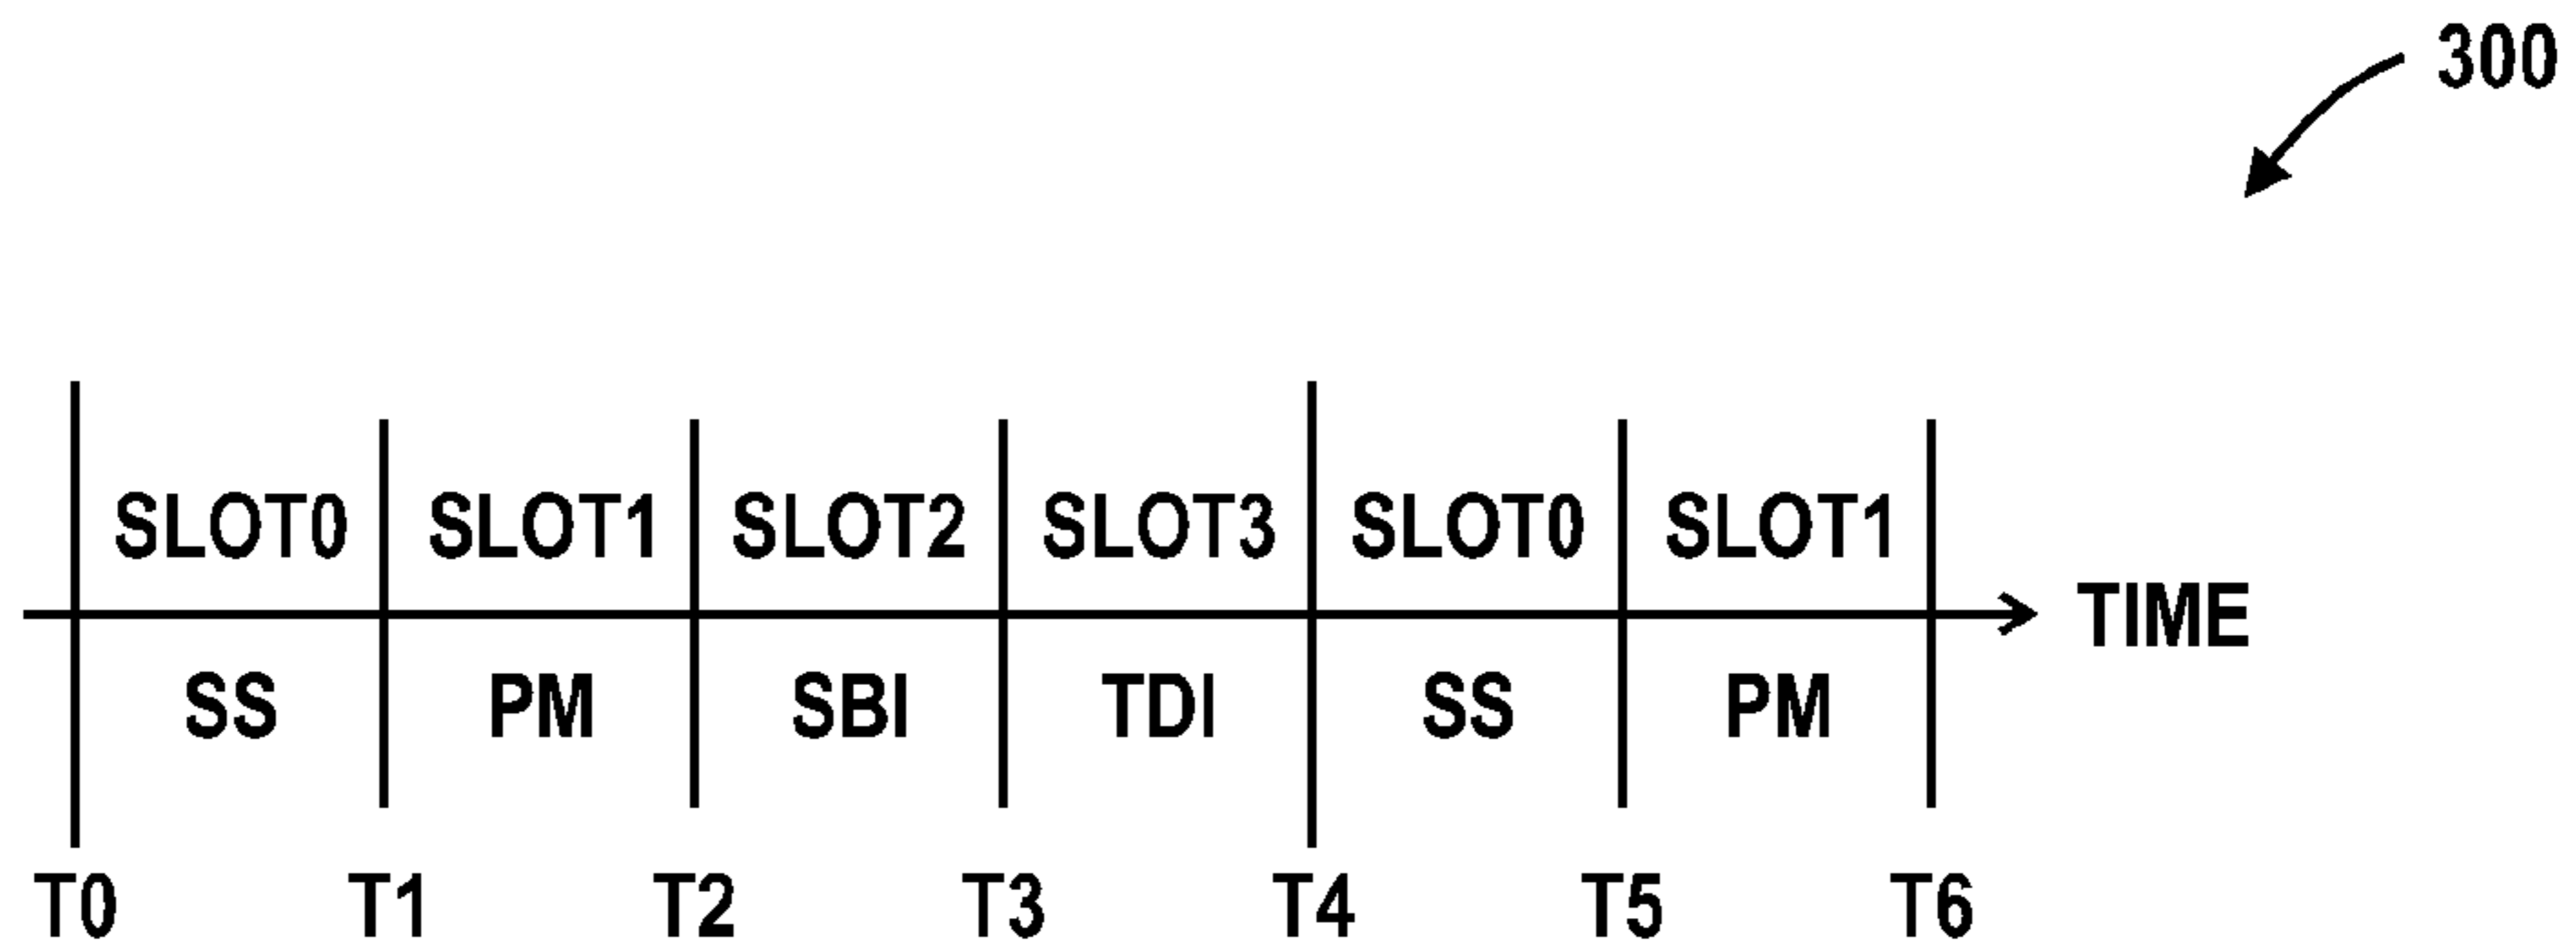 300
SLOT0 SLOT1 SLOT2 SLOT3 SLOT0 SLOT1
TIME
SS PM SBI TDI SS PM
T0 T1 T2 T3 T4 T5 T6